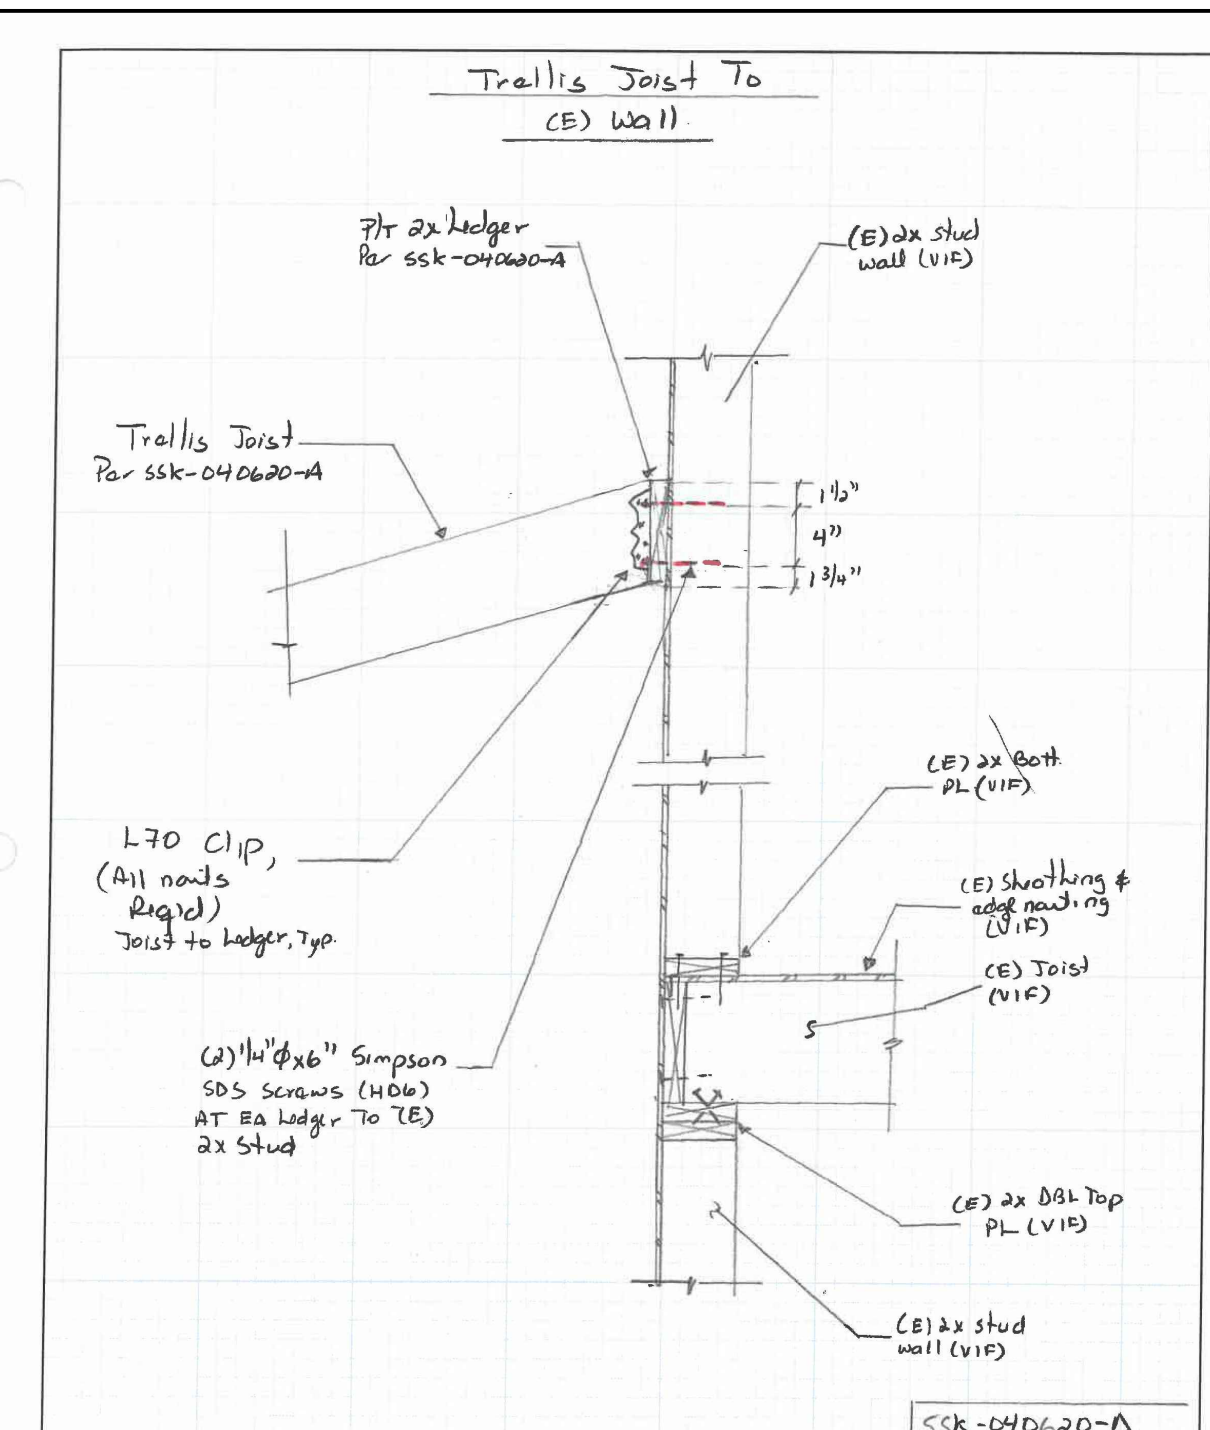 Trellis Joist To
(E) Wall
P/T 2x Ledger
Per SSK-040620-A
(E) 2x Stud
Wall (VIF)
Trellis Joist
Per SSK-040620-A
1 1/2"
4"
1 3/4"
(E) 2x Bott.
PL (VIF)
L70 Clip,
(All nails
Req'd)
Joist to Ledger, Typ.
(E) Sheathing &
edge nailing
(VIF)
(E) Joist
(VIF)
(2) 1/4"Φx6" Simpson
SDS Screws (HDG)
AT EA Ledger To (E)
2x Stud
(E) 2x DBL Top
PL (VIF)
(E) 2x Stud
Wall (VIF)
SSK-040620-A